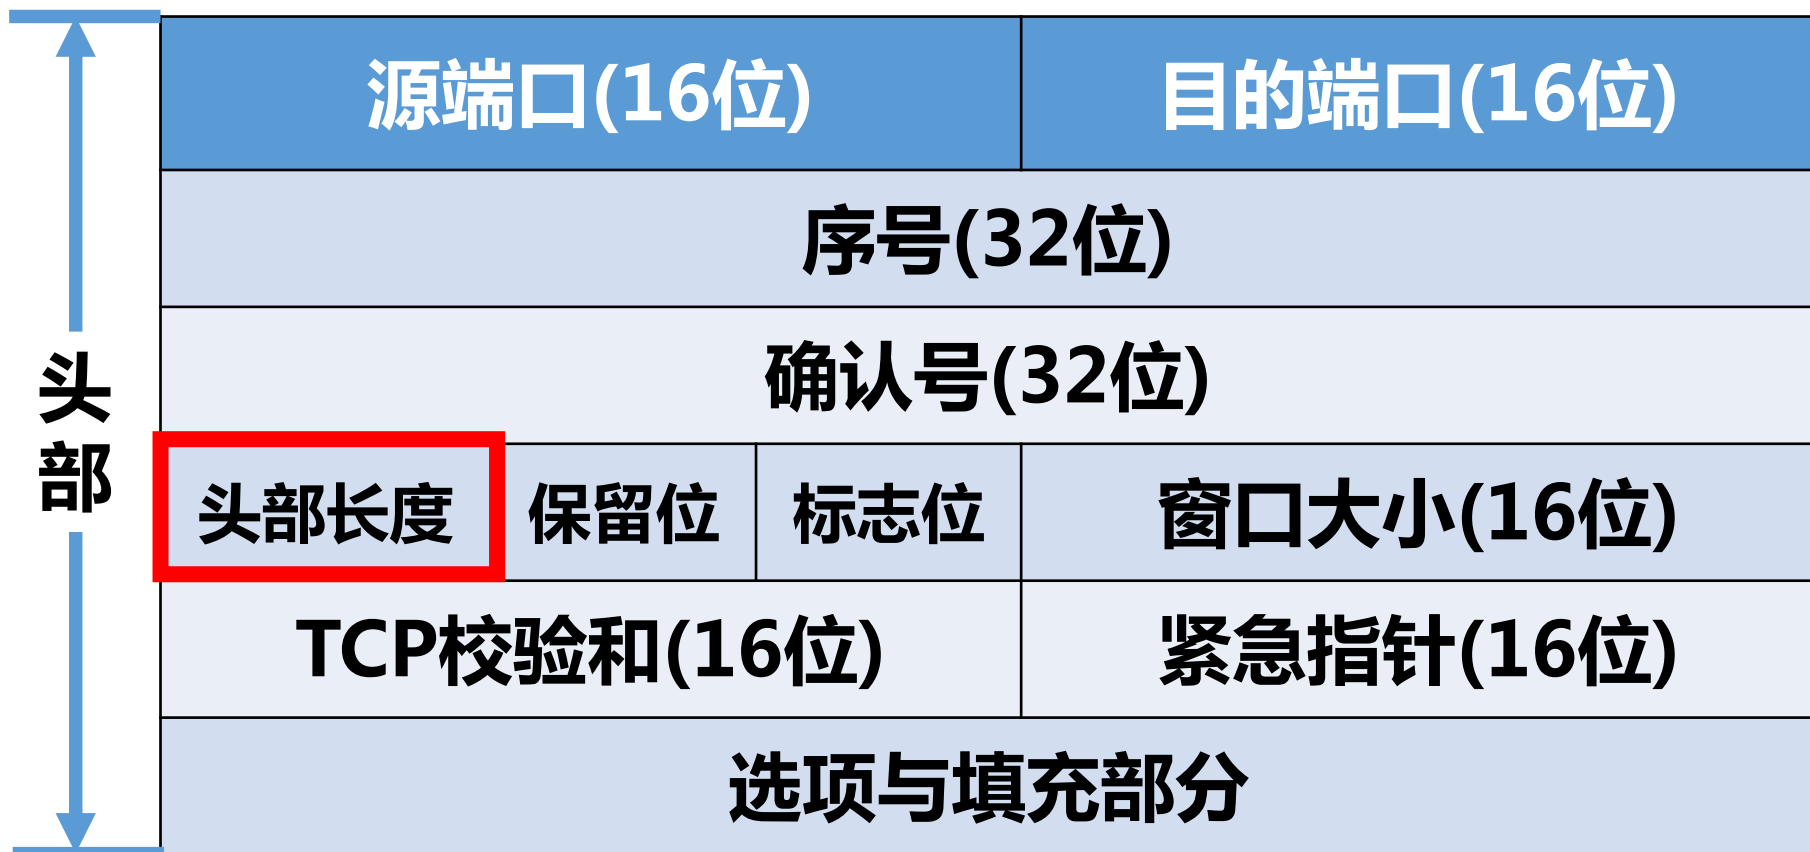 源端口(16位)
目的端口(16位)
序号(32位)
确认号(32位)
头部
头部长度
保留位
标志位
窗口大小(16位)
TCP校验和(16位)
紧急指针(16位)
选项与填充部分